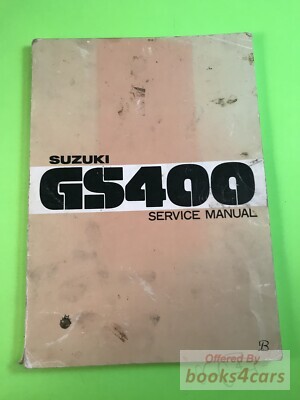 SUZUKI
GS400
SERVICE MANUAL
B
Offered By
books4cars